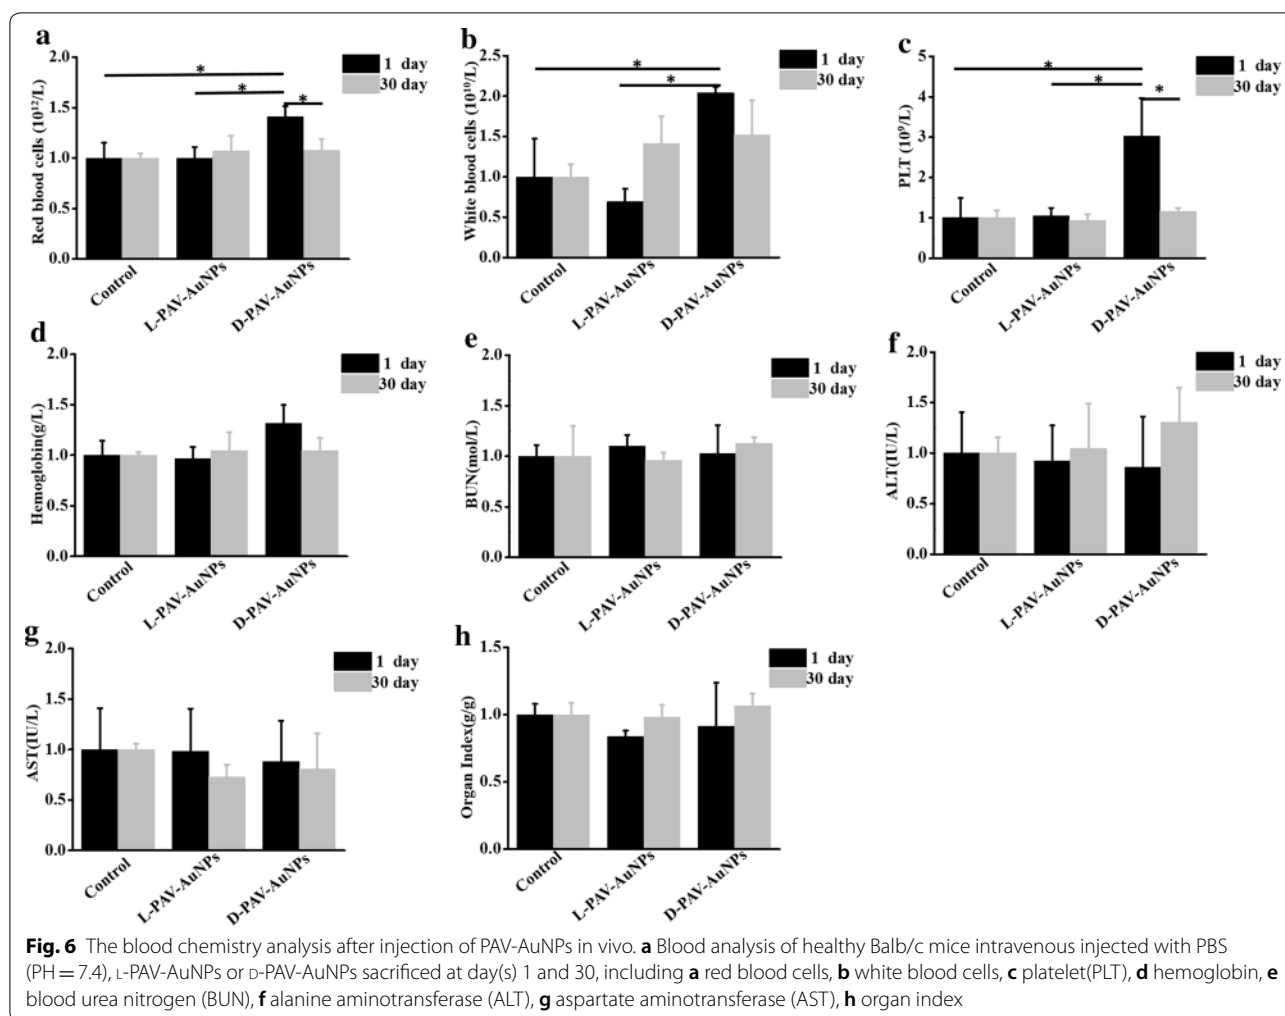 a
2.0
1.5
1.0
0.5
0.0
Red blood cells (10¹²/L)
1 day
30 day
*
*
*
Control
L-PAV-AuNPs
D-PAV-AuNPs
b
2.5
2.0
1.5
1.0
0.5
0.0
White blood cells (10¹⁰/L)
1 day
30 day
*
*
Control
L-PAV-AuNPs
D-PAV-AuNPs
c
5
4
3
2
1
0
PLT (10⁹/L)
1 day
30 day
*
*
*
Control
L-PAV-AuNPs
D-PAV-AuNPs
d
2.0
1.5
1.0
0.5
0.0
Hemoglobin(g/L)
1 day
30 day
Control
L-PAV-AuNPs
D-PAV-AuNPs
e
2.0
1.5
1.0
0.5
0.0
BUN(mol/L)
1 day
30 day
Control
L-PAV-AuNPs
D-PAV-AuNPs
f
2.0
1.5
1.0
0.5
0.0
ALT(IU/L)
1 day
30 day
Control
L-PAV-AuNPs
D-PAV-AuNPs
g
2.0
1.5
1.0
0.5
0.0
AST(IU/L)
1 day
30 day
Control
L-PAV-AuNPs
D-PAV-AuNPs
h
1.5
1.0
0.5
0.0
Organ Index(g/g)
1 day
30 day
Control
L-PAV-AuNPs
D-PAV-AuNPs
Fig. 6 The blood chemistry analysis after injection of PAV-AuNPs in vivo. a Blood analysis of healthy Balb/c mice intravenous injected with PBS
(PH = 7.4), L-PAV-AuNPs or D-PAV-AuNPs sacrificed at day(s) 1 and 30, including a red blood cells, b white blood cells, c platelet(PLT), d hemoglobin, e
blood urea nitrogen (BUN), f alanine aminotransferase (ALT), g aspartate aminotransferase (AST), h organ index